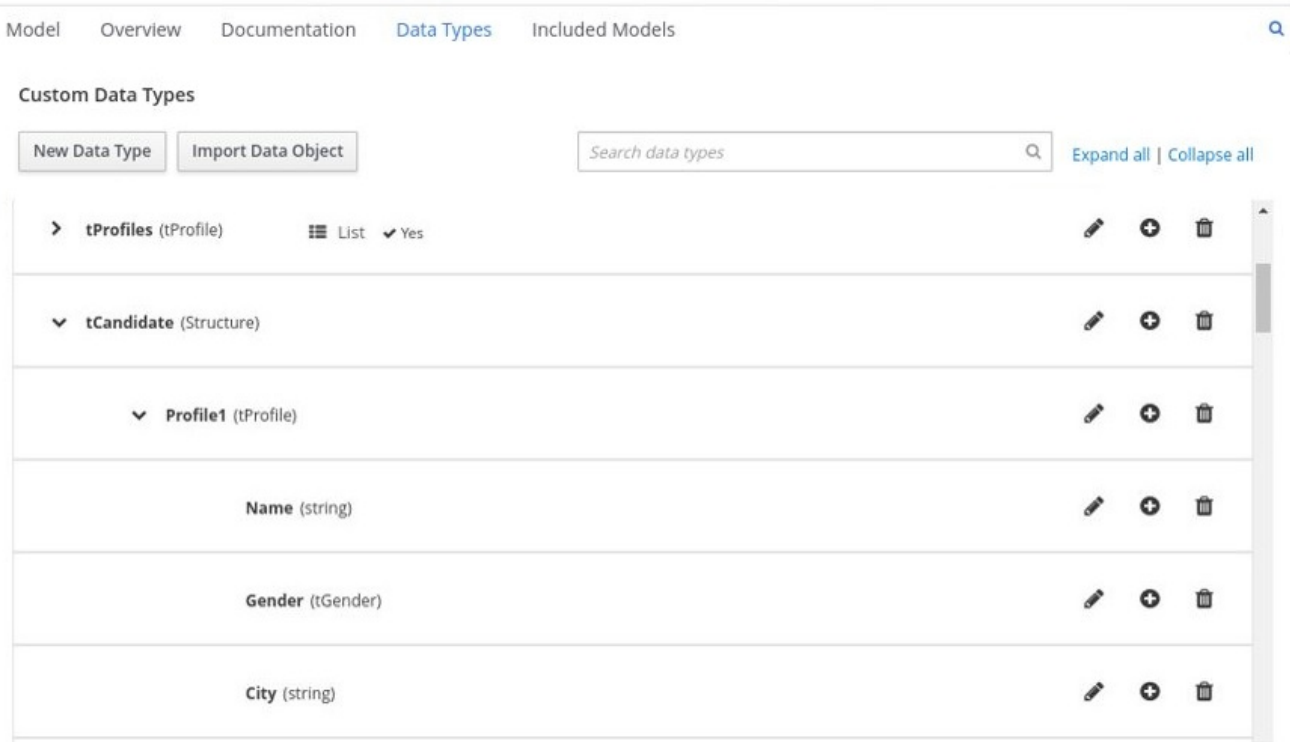 Model Overview Documentation Data Types Included Models
Custom Data Types
New Data Type Import Data Object Search data types Expand all | Collapse all
tProfiles (tProfile) List Yes
tCandidate (Structure)
Profile1 (tProfile)
Name (string)
Gender (tGender)
City (string)